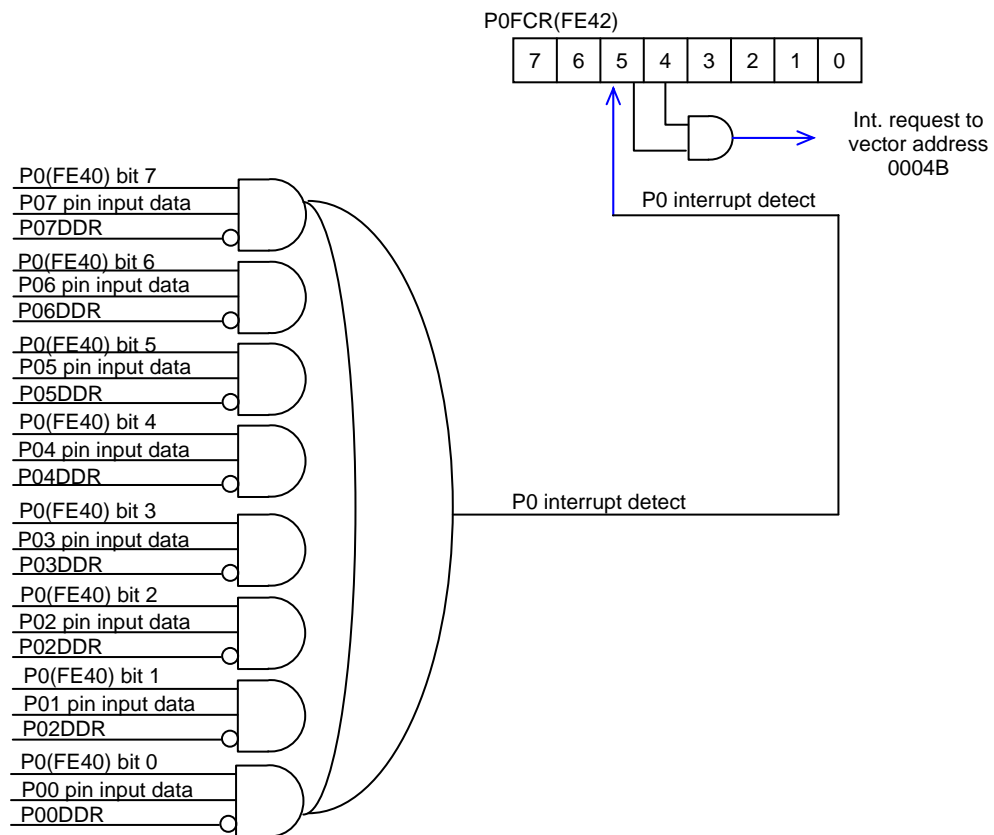 P0FCR(FE42)
7 6 5 4 3 2 1 0
Int. request to
vector address
0004B
P0 interrupt detect
P0(FE40) bit 7
P07 pin input data
P07DDR
P0(FE40) bit 6
P06 pin input data
P06DDR
P0(FE40) bit 5
P05 pin input data
P05DDR
P0(FE40) bit 4
P04 pin input data
P04DDR
P0(FE40) bit 3
P0 interrupt detect
P03 pin input data
P03DDR
P0(FE40) bit 2
P02 pin input data
P02DDR
P0(FE40) bit 1
P01 pin input data
P02DDR
P0(FE40) bit 0
P00 pin input data
P00DDR